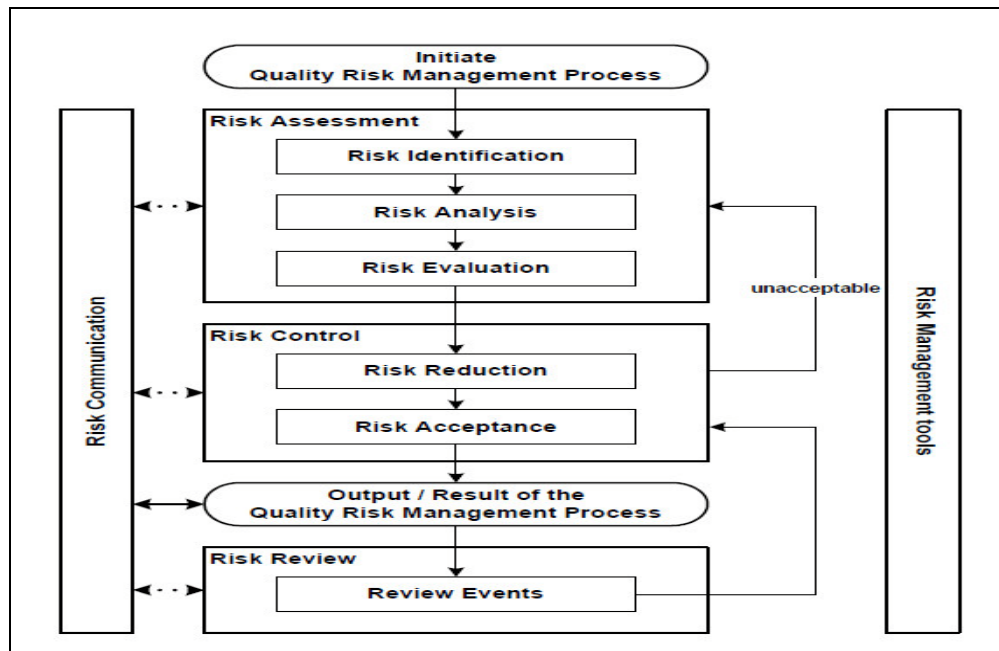 Initiate
Quality Risk Management Process
Risk Assessment
Risk Identification
Risk Analysis
Risk Evaluation
unacceptable
Risk Control
Risk Reduction
Risk Acceptance
Output / Result of the
Quality Risk Management Process
Risk Review
Review Events
Risk Communication
Risk Management tools